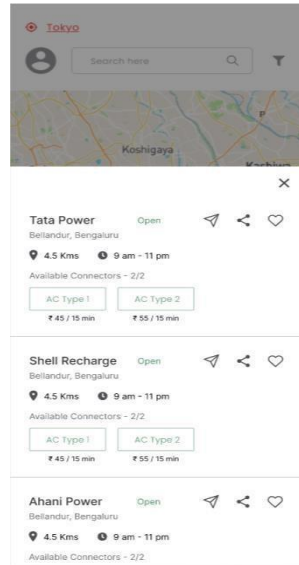 Tokyo
Search here
Koshigaya
Kashiwa
Tata Power Open
Bellandur, Bengaluru
4.5 Kms 9 am - 11 pm
Available Connectors - 2/2
AC Type 1 AC Type 2
₹ 45 / 15 min ₹ 55 / 15 min
Shell Recharge Open
Bellandur, Bengaluru
4.5 Kms 9 am - 11 pm
Available Connectors - 2/2
AC Type 1 AC Type 2
₹ 45 / 15 min ₹ 55 / 15 min
Ahani Power Open
Bellandur, Bengaluru
4.5 Kms 9 am - 11 pm
Available Connectors - 2/2